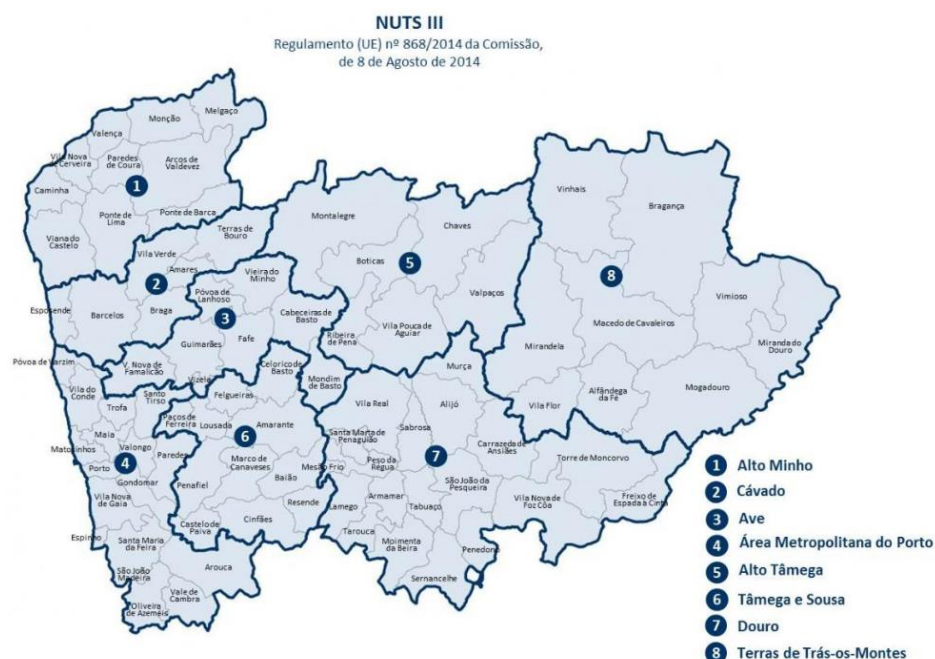 NUTS III
Regulamento (UE) nº 868/2014 da Comissão,
de 8 de Agosto de 2014
Melgaço
Monção
Valença
Vila Nova
de Cerveira
Paredes
de Coura
Arcos de
Valdevez
1
Caminha
Ponte de
Lima
Ponte de Barca
Viana do
Castelo
Terras de
Bouro
Vila Verde
Amares
2
Esposende
Barcelos
Braga
Vieira do
Minho
Póvoa de
Lanhoso
3
Cabeceiras de
Basto
Guimarães
Fafe
V. Nova de
Famalicão
Vizela
Montalegre
Chaves
Boticas
5
Valpaços
Vila Pouca de
Aguiar
Ribeira
de Pena
Vinhais
Bragança
8
Vimioso
Macedo de Cavaleiros
Miranda do
Douro
Mirandela
Mogadouro
Alfândega
da Fé
Vila Flor
Póvoa de Varzim
Vila do
Conde
Santo
Tirso
Trofa
Maia
Matosinhos
Valongo
Paredes
Porto
4
Gondomar
Vila Nova
de Gaia
Espinho
Santa Maria
da Feira
Arouca
São João
Madeira
Vale de
Cambra
Oliveira
de Azeméis
Celorico de
Basto
Felgueiras
Paços de
Ferreira
Lousada
6
Amarante
Marco de
Canaveses
Baião
Penafiel
Resende
Castelo de
Paiva
Cinfães
Mondim
de Basto
Murça
Vila Real
Alijó
Sabrosa
Santa Marta
de Penaguião
Carrazeda de
Ansiães
Mesão Frio
Peso da
Régua
7
Torre de Moncorvo
São João da
Pesqueira
Armamar
Lamego
Tabuaço
Vila Nova de
Foz Côa
Freixo de
Espada à Cinta
Tarouca
Moimenta
da Beira
Penedono
Sernancelhe
1 Alto Minho
2 Cávado
3 Ave
4 Área Metropolitana do Porto
5 Alto Tâmega
6 Tâmega e Sousa
7 Douro
8 Terras de Trás-os-Montes